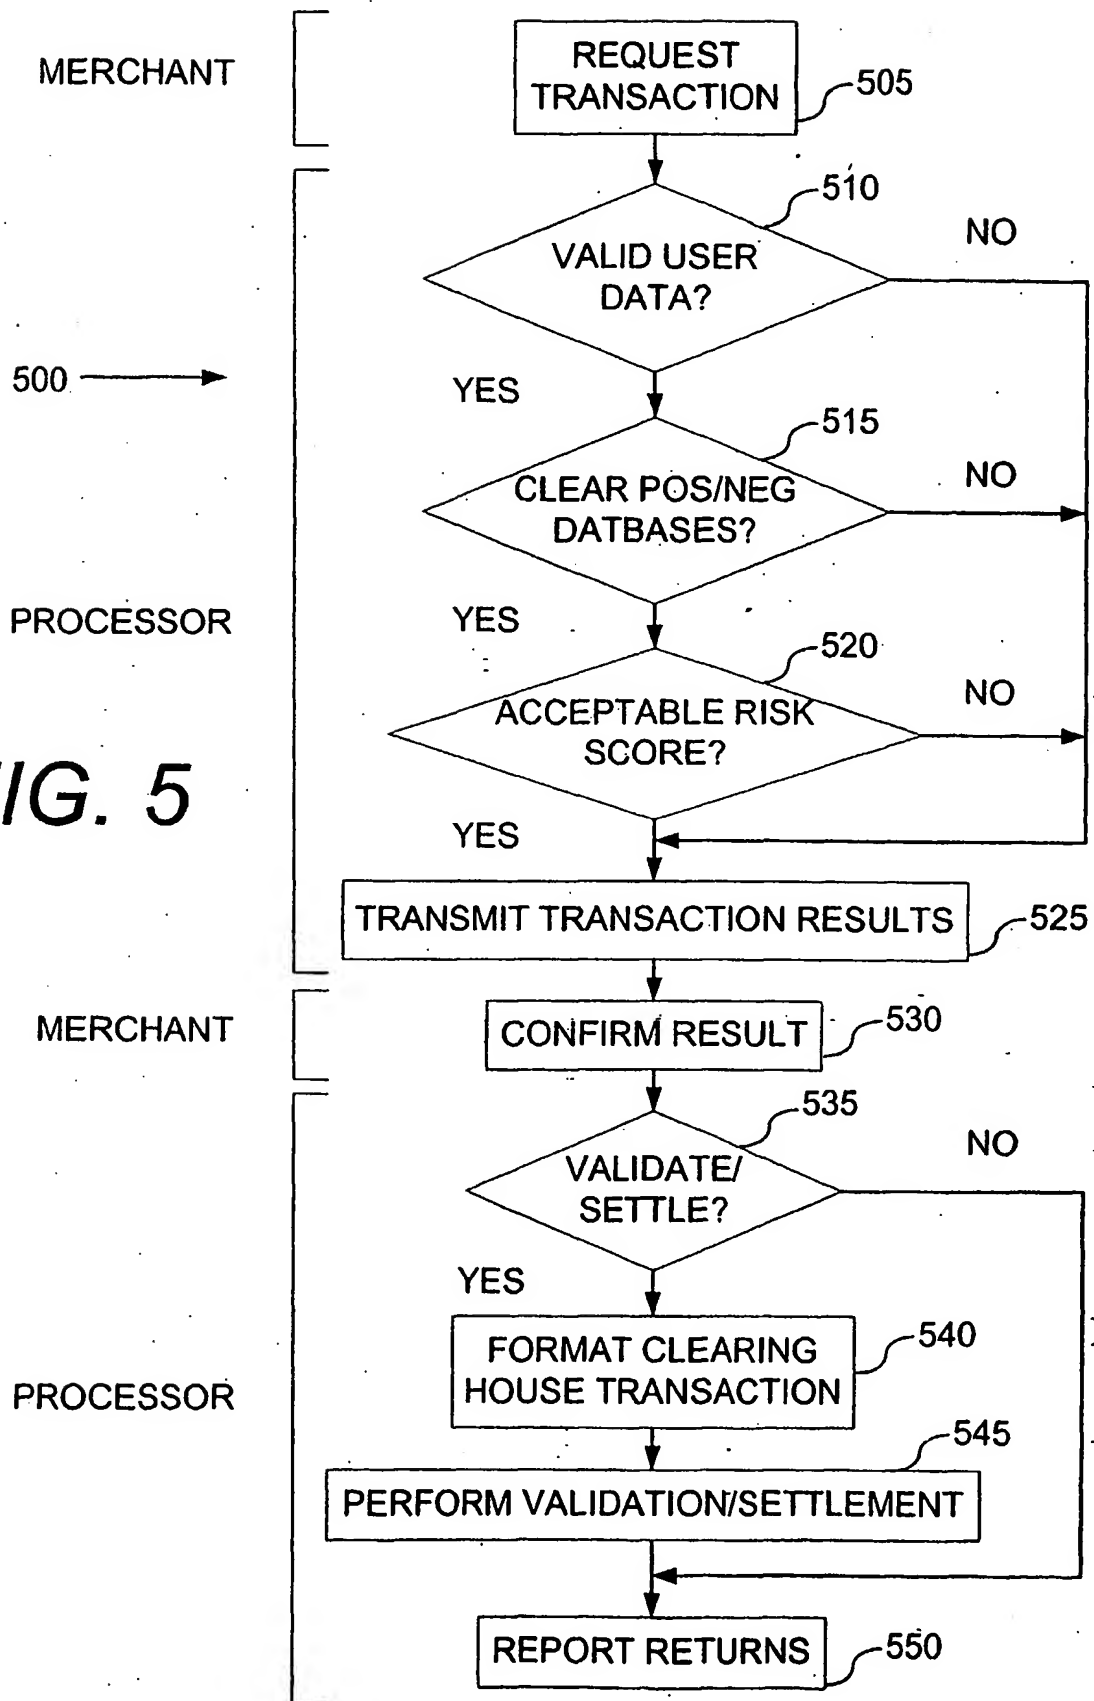 MERCHANT
REQUEST
TRANSACTION
505
510
NO
VALID USER
DATA?
500
YES
515
NO
CLEAR POS/NEG
DATBASES?
PROCESSOR
YES
520
NO
ACCEPTABLE RISK
SCORE?
IG. 5
YES
TRANSMIT TRANSACTION RESULTS
525
MERCHANT
CONFIRM RESULT
530
535
NO
VALIDATE/
SETTLE?
YES
540
FORMAT CLEARING
HOUSE TRANSACTION
PROCESSOR
545
PERFORM VALIDATION/SETTLEMENT
REPORT RETURNS
550